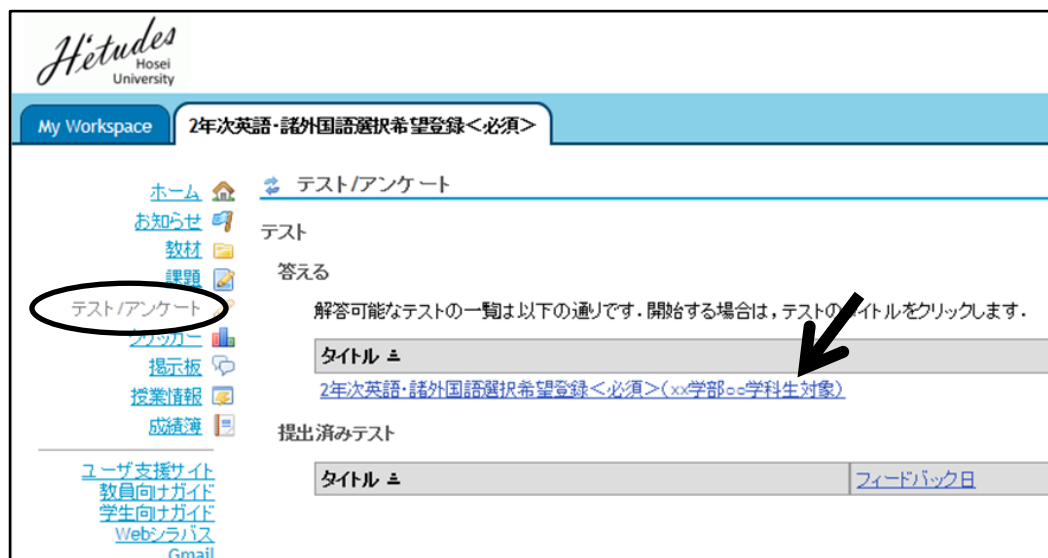 H'etudes
Hosei
University
My Workspace
2年次英語・諸外国語選択希望登録＜必須＞
ホーム
お知らせ
教材
課題
テスト/アンケート
クリッカー
掲示板
授業情報
成績簿
ユーザ支援サイト
教員向けガイド
学生向けガイド
Webシラバス
Gmail
テスト/アンケート
テスト
答える
解答可能なテストの一覧は以下の通りです．開始する場合は，テストのタイトルをクリックします．
タイトル
2年次英語・諸外国語選択希望登録＜必須＞(xx学部○○学科生対象)
提出済みテスト
タイトル
フィードバック日